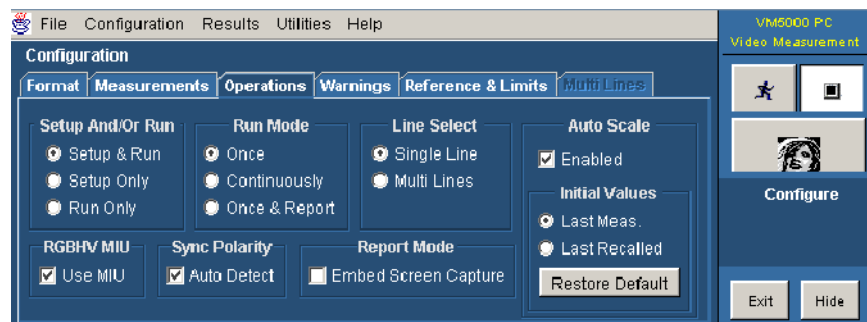 File Configuration Results Utilities Help
VM5000 PC
Video Measurement
Configuration
Format Measurements Operations Warnings Reference & Limits Multi Lines
Setup And/Or Run
Setup & Run
Setup Only
Run Only
Run Mode
Once
Continuously
Once & Report
Line Select
Single Line
Multi Lines
Auto Scale
Enabled
Initial Values
Last Meas.
Last Recalled
Restore Default
RGBHV MIU
Use MIU
Sync Polarity
Auto Detect
Report Mode
Embed Screen Capture
Configure
Exit Hide